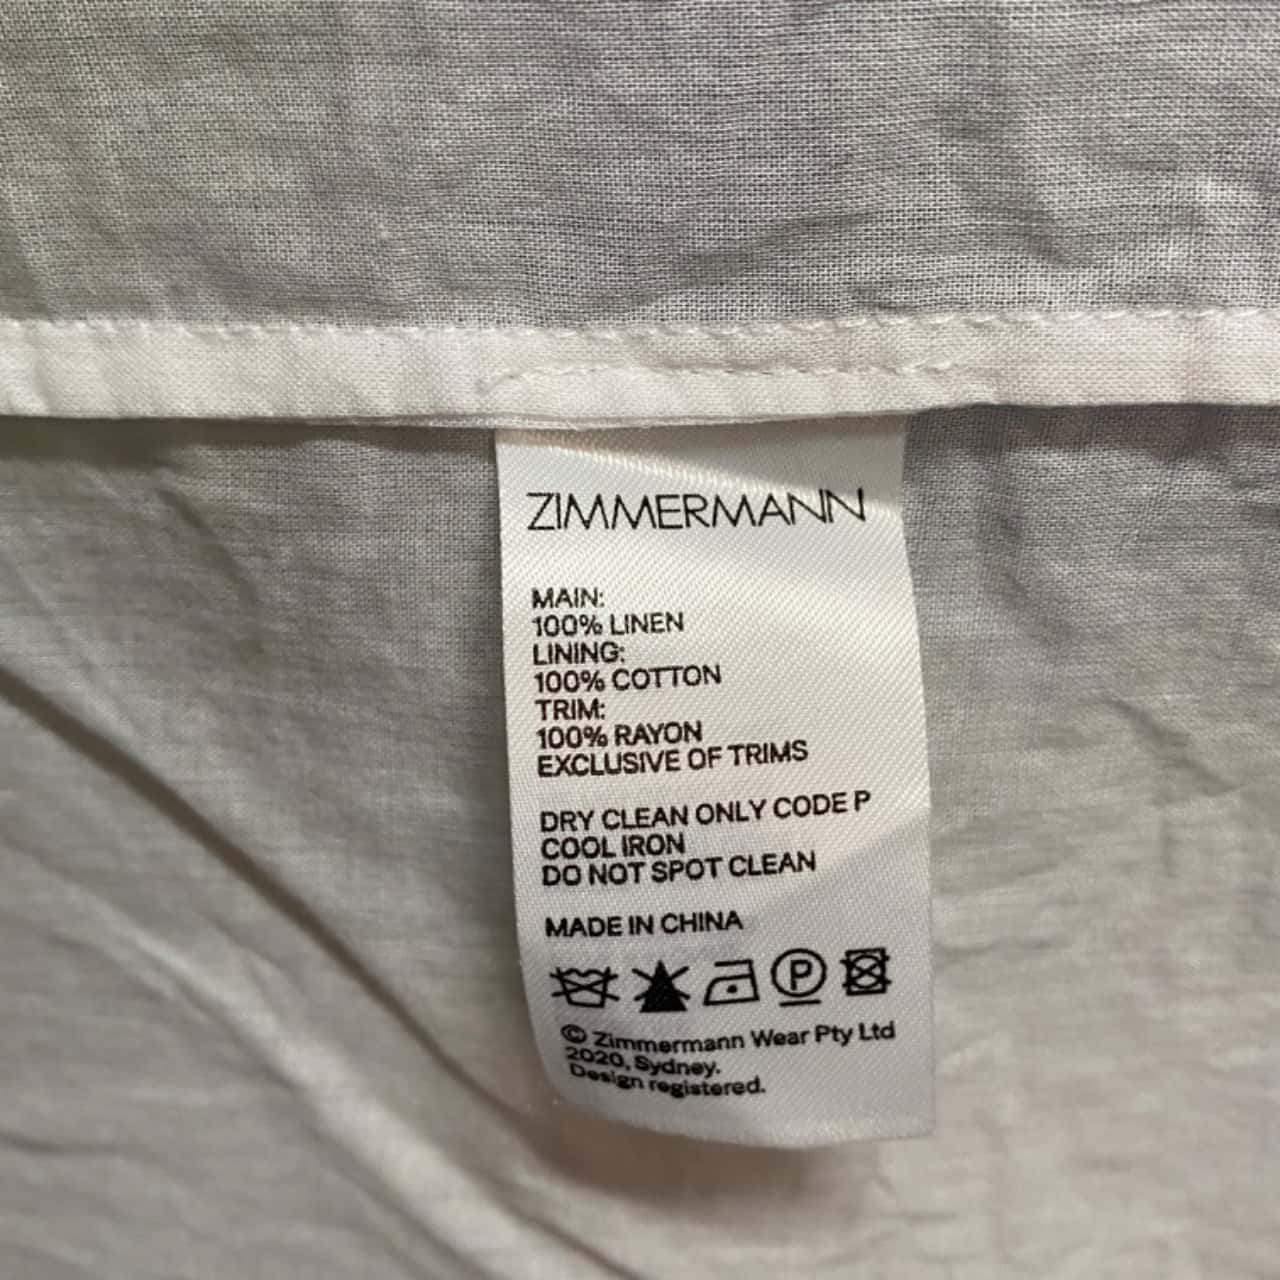 ZIMMERMANN
MAIN:
100% LINEN
LINING:
100% COTTON
TRIM:
100% RAYON
EXCLUSIVE OF TRIMS
DRY CLEAN ONLY CODE P
COOL IRON
DO NOT SPOT CLEAN
MADE IN CHINA
P
© Zimmermann Wear Pty Ltd
2020, Sydney.
Design registered.